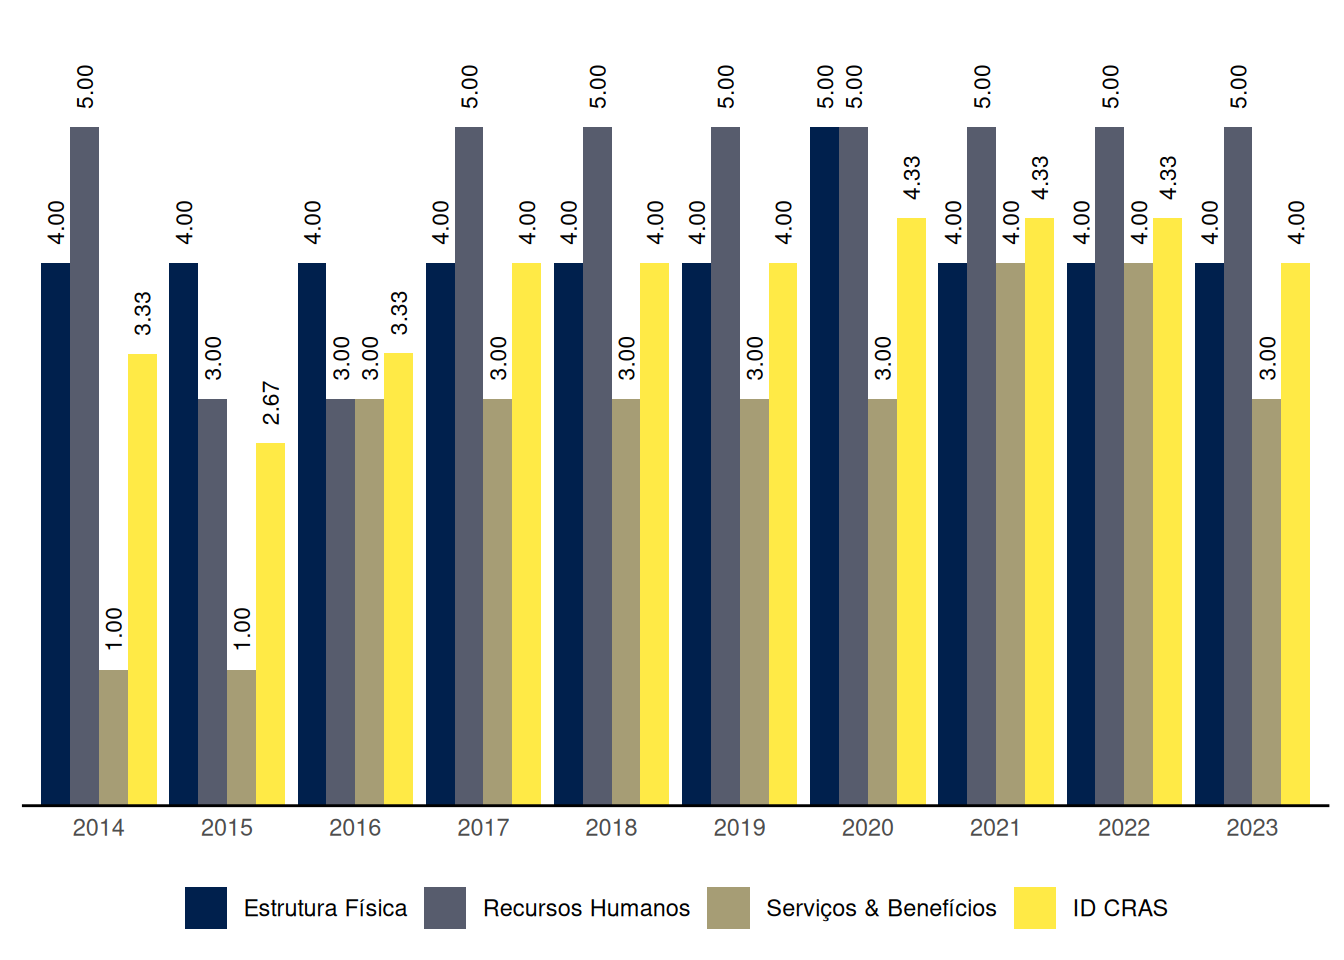 5.00 5.00 5.00 5.00 5.00 5.00 5.00 5.00 5.00
4.33 4.33 4.33
4.00 4.00 4.00 4.00 4.00 4.00 4.00 4.00 4.00 4.00 4.00 4.00 4.00 4.00 4.00
3.33 3.33
3.00 3.00 3.00 3.00 3.00 3.00 3.00 3.00
2.67
1.00 1.00
2014 2015 2016 2017 2018 2019 2020 2021 2022 2023
Estrutura Física Recursos Humanos Serviços & Benefícios ID CRAS